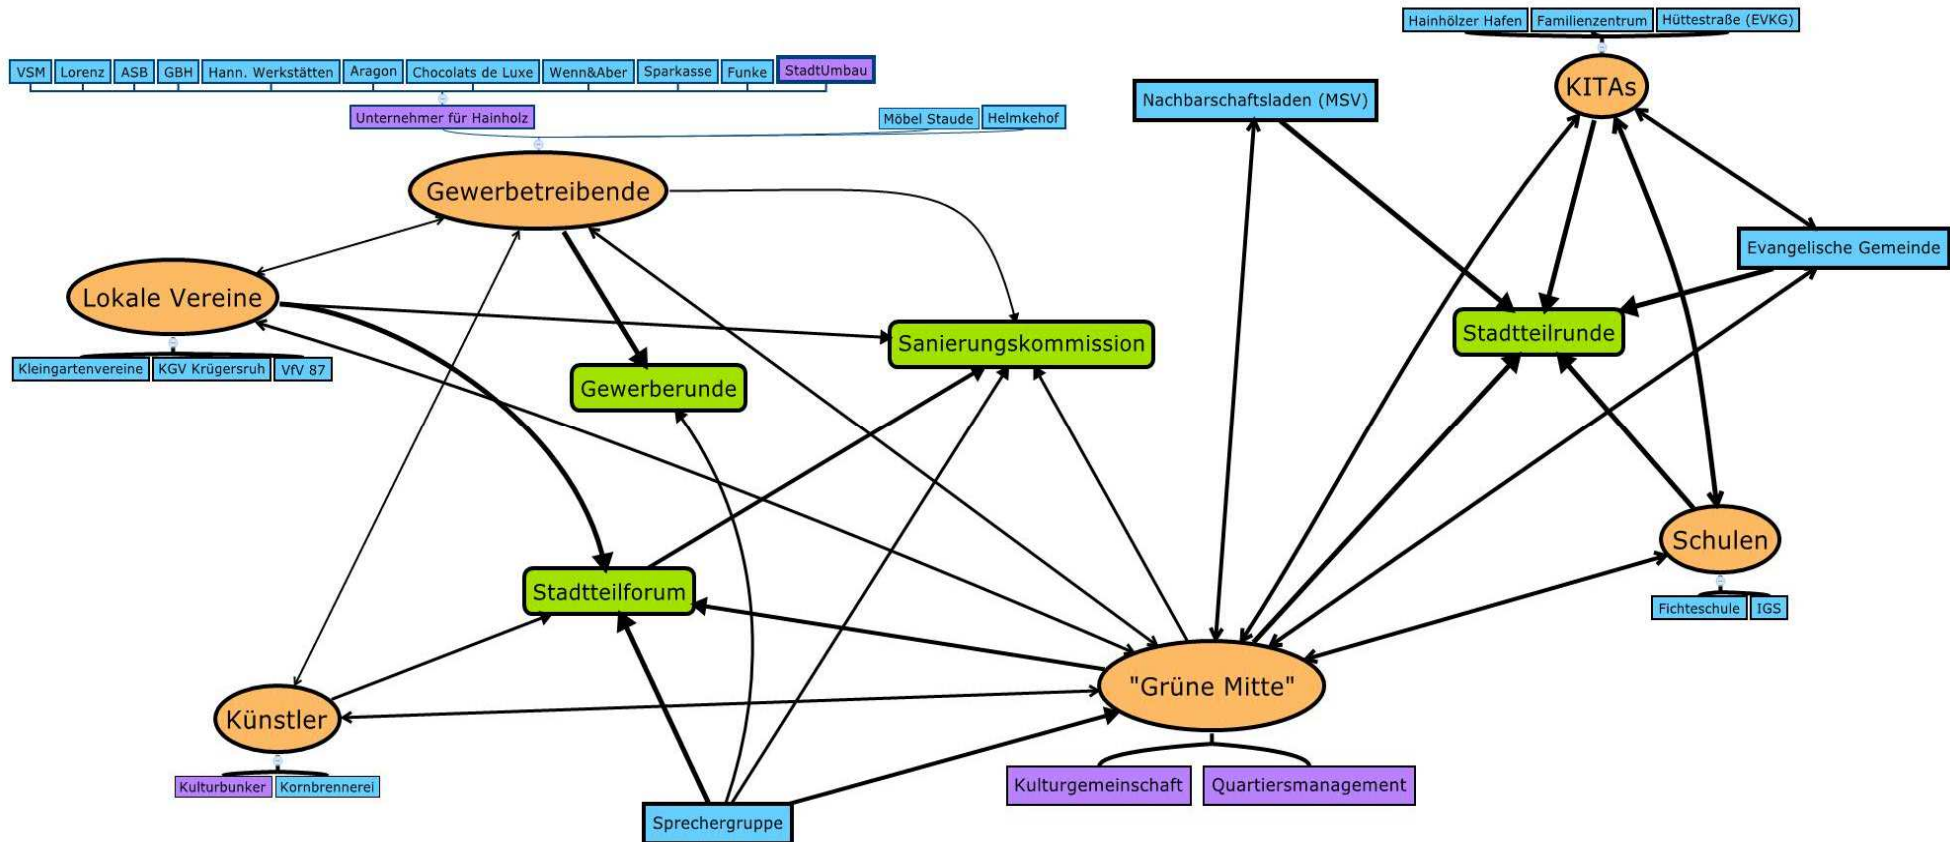 Hainhölzer Hafen
Familienzentrum
Hüttestraße (EVKG)
VSM
Lorenz
ASB
GBH
Hann. Werkstätten
Aragon
Chocolats de Luxe
Wenn&Aber
Sparkasse
Funke
StadtUmbau
KITAs
Nachbarschaftsladen (MSV)
Unternehmer für Hainholz
Möbel Staude
Helmkehof
Gewerbetreibende
Evangelische Gemeinde
Lokale Vereine
Sanierungskommission
Stadtteilrunde
Kleingartenvereine
KGV Krügersruh
VfV 87
Gewerberunde
Schulen
Stadtteilforum
Fichteschule
IGS
"Grüne Mitte"
Künstler
Kulturbunker
Kornbrennerei
Kulturgemeinschaft
Quartiersmanagement
Sprechergruppe